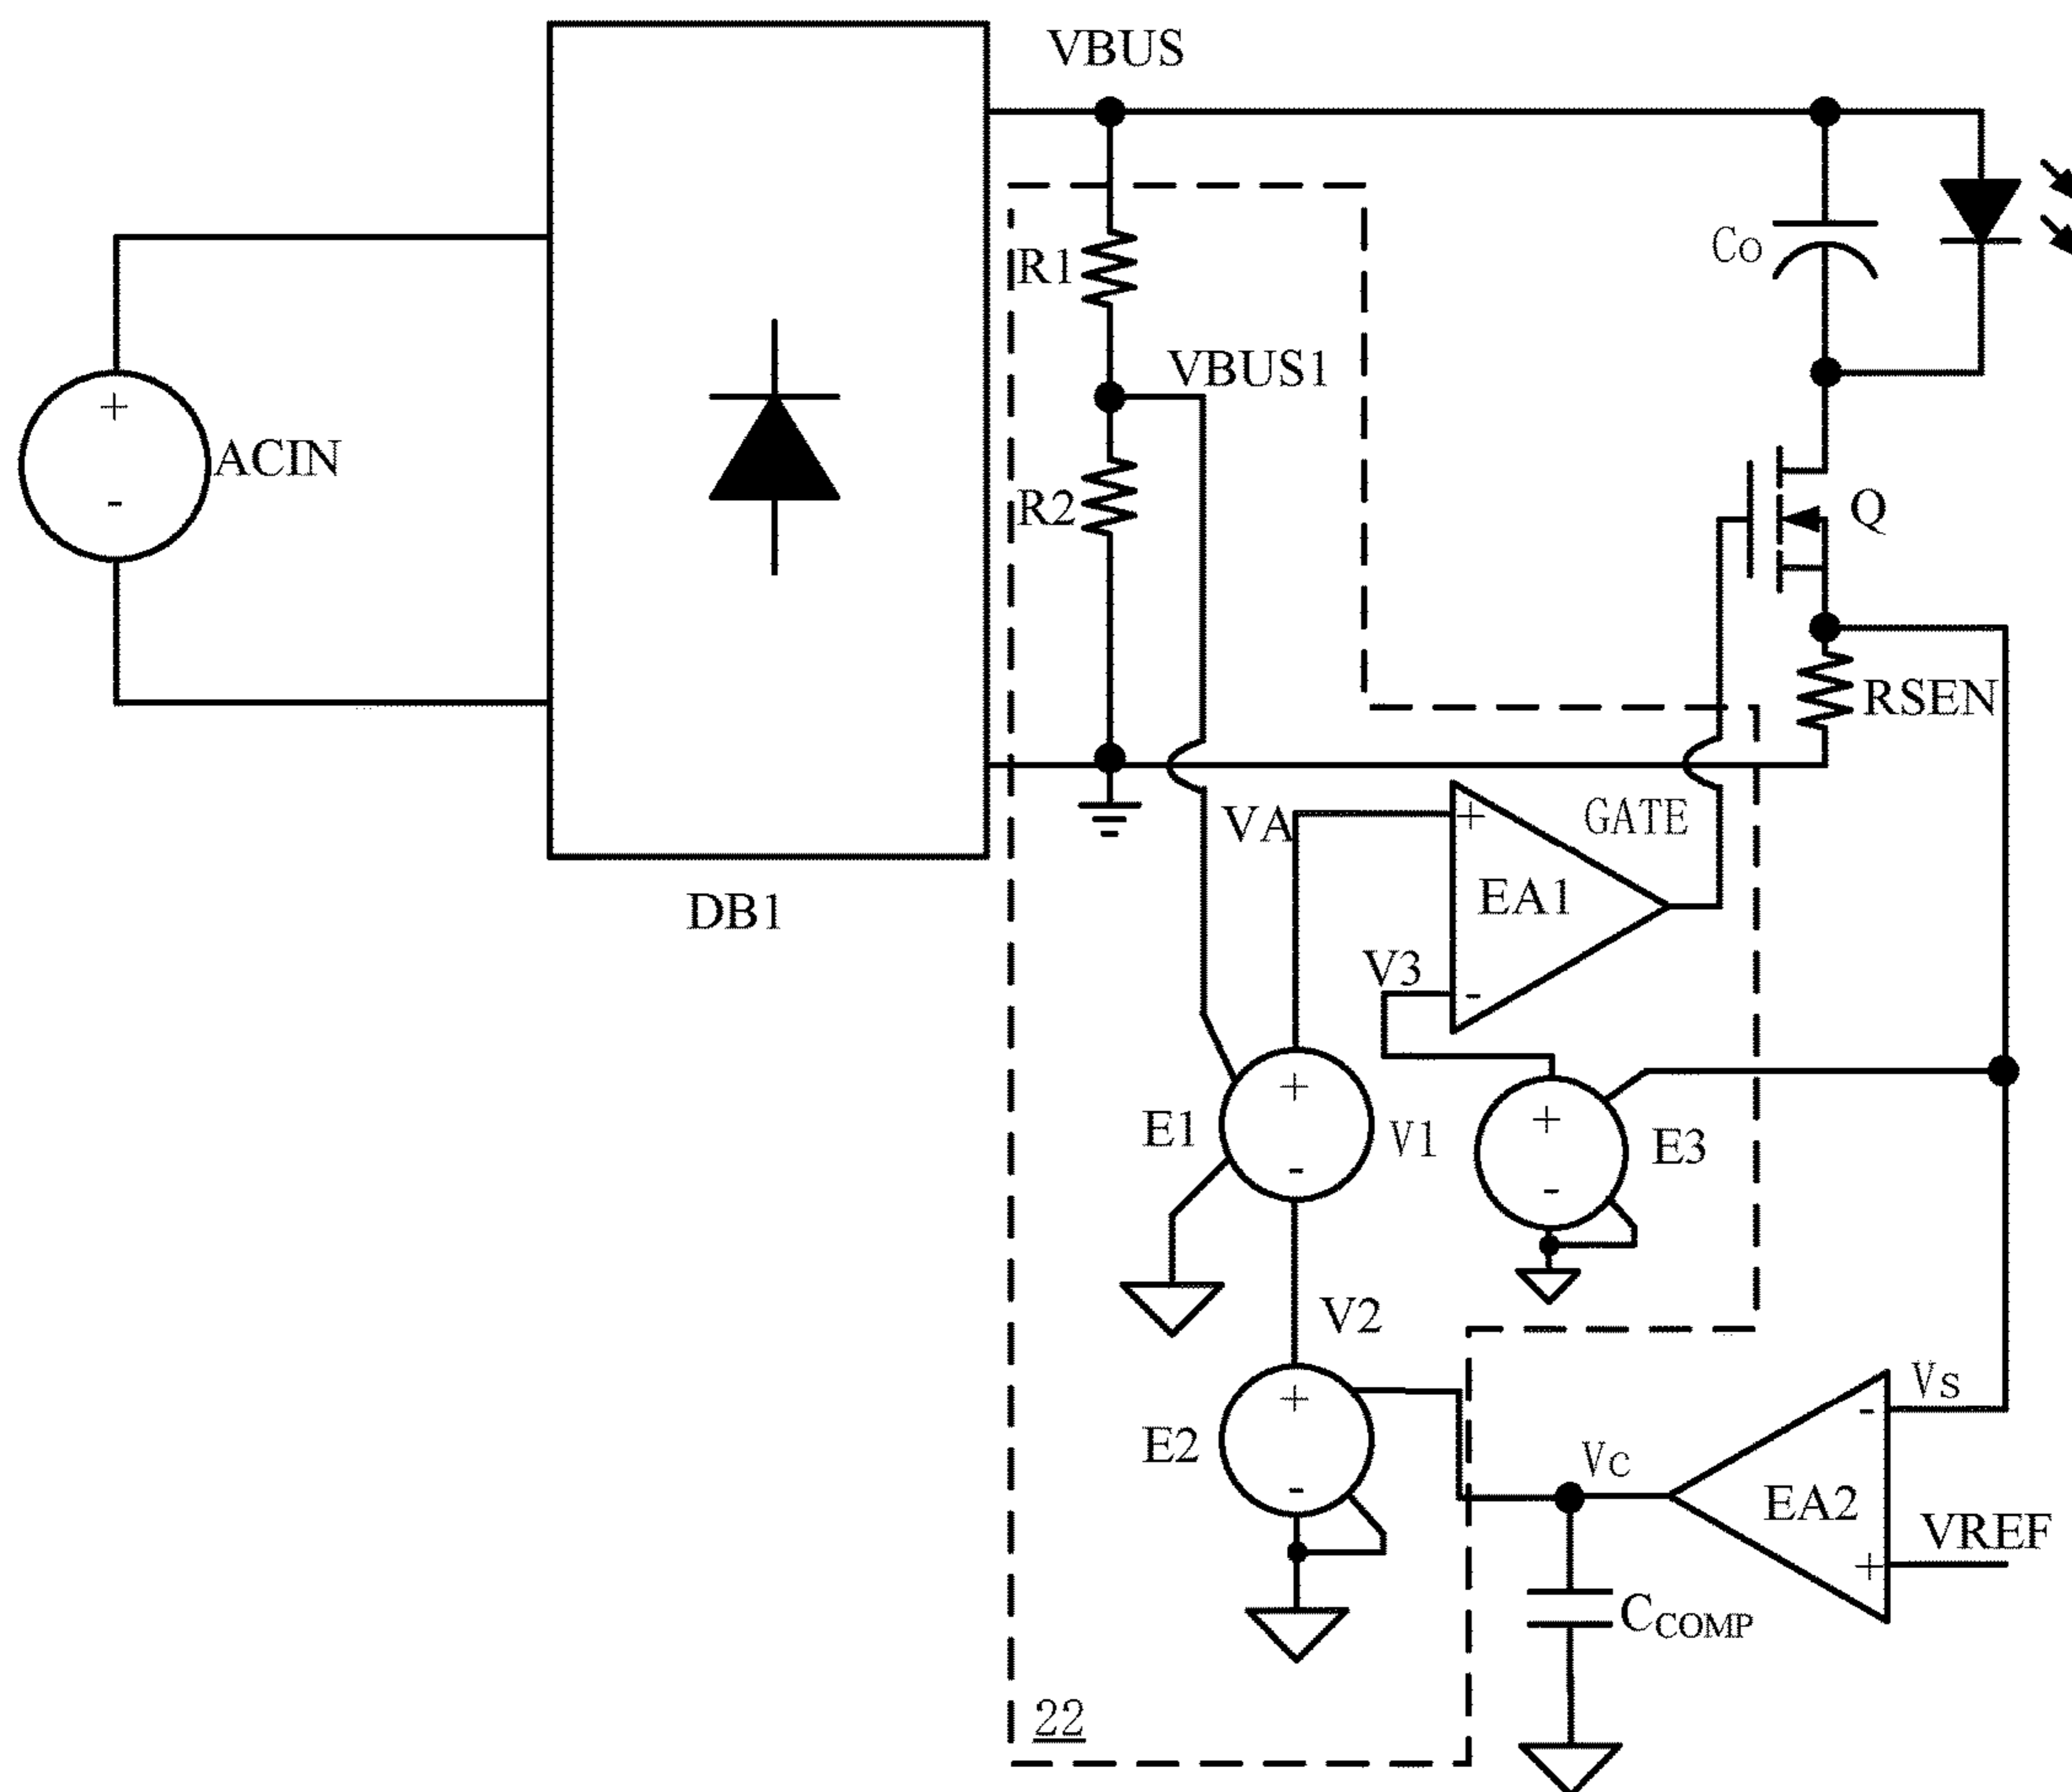 VBUS
R1
Co
VBUS1
+
ACIN
-
R2
Q
RSEN
VA
+
GATE
EA1
DB1
V3
-
+
E1
V1
-
+
E3
-
V2
+
E2
-
Vs
-
Vc
EA2
VREF
+
CCOMP
22